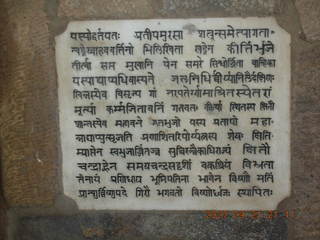 यस्योद्वर्त्तयतः प्रतीपमुरसा शत्रून्समेत्यागता-
न्वङ्गेष्वाहववर्त्तिनो भिलिखिता खड्गेन कीर्त्तिर्भुजे
तीर्त्वा सप्त मुखानि येन समरे सिन्धोर्जिता वाह्लिका
यस्याद्याप्यधिवास्यते जलनिधिर्वीर्यानिलैर्दक्षिणः
खिन्नस्येव विसृज्य गां नरपतेर्गामाश्रितस्येतरां
मूर्त्या कर्मजितावनिं गतवतः कीर्त्या स्थितस्य क्षितौ
शान्तस्येव महावने हुतभुजो यस्य प्रतापो महा-
न्नाद्याप्युत्सृजति प्रणाशितरिपोर्यत्नस्य शेषः क्षितिम्
प्राप्तेन स्वभुजार्जितञ्च सुचिरञ्चैकाधिराज्यं क्षितौ
चन्द्राह्वेन समग्रचन्द्रसदृशीं वक्त्रश्रियं बिभ्रता
तेनायं प्रणिधाय भूमिपतिना भावेन विष्णौ मतिं
प्रांशुर्विष्णुपदे गिरौ भगवतो विष्णोर्ध्वजः स्थापितः